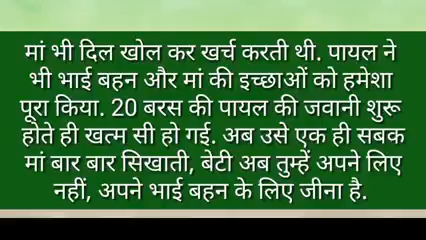 मां भी दिल खोल कर खर्च करती थी. पायल ने
भी भाई बहन और मां की इच्छाओं को हमेशा
पूरा किया. 20 बरस की पायल की जवानी शुरू
होते ही खत्म सी हो गई. अब उसे एक ही सबक
मां बार बार सिखाती, बेटी अब तुम्हें अपने लिए
नहीं, अपने भाई बहन के लिए जीना है.